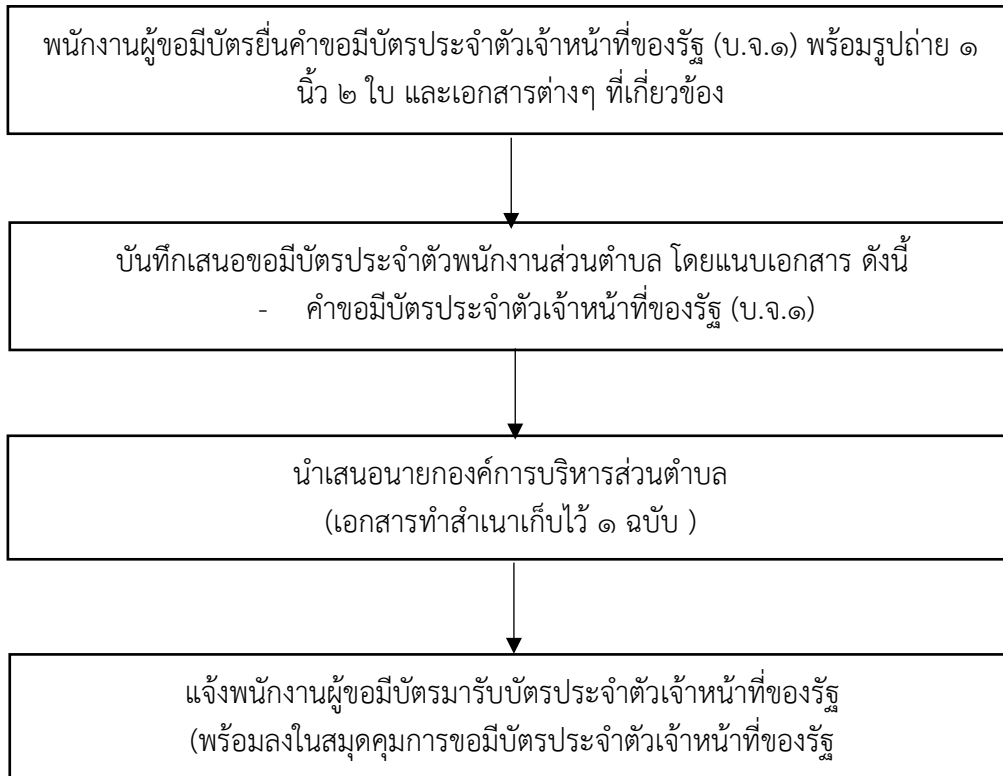 พนักงานผู้ขอมีบัตรยื่นคำขอมีบัตรประจำตัวเจ้าหน้าที่ของรัฐ (บ.จ.๑) พร้อมรูปถ่าย ๑
นิ้ว ๒ ใบ และเอกสารต่างๆ ที่เกี่ยวข้อง
บันทึกเสนอขอมีบัตรประจำตัวพนักงานส่วนตำบล โดยแนบเอกสาร ดังนี้
- คำขอมีบัตรประจำตัวเจ้าหน้าที่ของรัฐ (บ.จ.๑)
นำเสนอนายกองค์การบริหารส่วนตำบล
(เอกสารทำสำเนาเก็บไว้ ๑ ฉบับ )
แจ้งพนักงานผู้ขอมีบัตรมารับบัตรประจำตัวเจ้าหน้าที่ของรัฐ
(พร้อมลงในสมุดคุมการขอมีบัตรประจำตัวเจ้าหน้าที่ของรัฐ